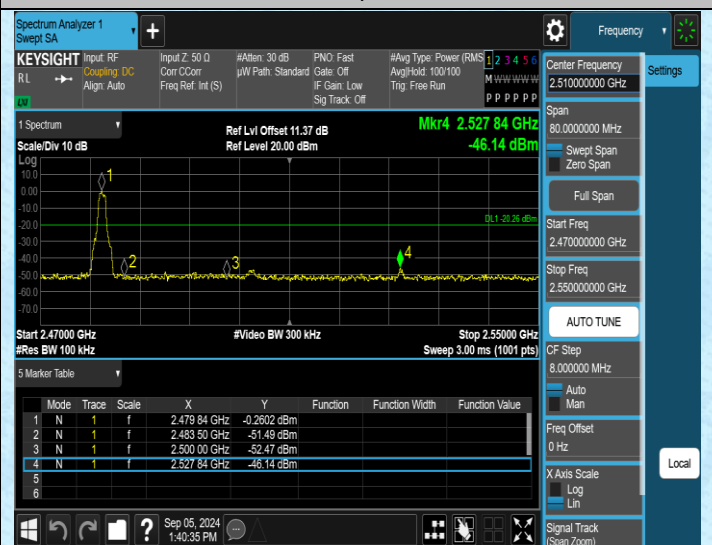 Spectrum Analyzer 1
Swept SA
+
Frequency
KEYSIGHT
RL
LXI
Input: RF
Coupling: DC
Align: Auto
Input Z: 50 Ω
Corr CCorr
Freq Ref: Int (S)
#Atten: 30 dB
µW Path: Standard
PNO: Fast
Gate: Off
IF Gain: Low
Sig Track: Off
#Avg Type: Power (RMS
Avg|Hold: 100/100
Trig: Free Run
1 2 3 4 5 6
M W W W W W
P P P P P P
1 Spectrum
Scale/Div 10 dB
Ref Lvl Offset 11.37 dB
Ref Level 20.00 dBm
Mkr4 2.527 84 GHz
-46.14 dBm
Log
10.0
0.00
-10.0
-20.0
-30.0
-40.0
-50.0
-60.0
-70.0
1
2
3
4
DL1 -20.26 dBm
Start 2.47000 GHz
#Res BW 100 kHz
#Video BW 300 kHz
Stop 2.55000 GHz
Sweep 3.00 ms (1001 pts)
5 Marker Table
Mode Trace Scale X Y Function Function Width Function Value
1 N 1 f 2.479 84 GHz -0.2602 dBm
2 N 1 f 2.483 50 GHz -51.49 dBm
3 N 1 f 2.500 00 GHz -52.47 dBm
4 N 1 f 2.527 84 GHz -46.14 dBm
5
6
?
Sep 05, 2024
1:40:35 PM
Center Frequency
2.510000000 GHz
Span
80.0000000 MHz
Swept Span
Zero Span
Full Span
Start Freq
2.470000000 GHz
Stop Freq
2.550000000 GHz
AUTO TUNE
CF Step
8.000000 MHz
Auto
Man
Freq Offset
0 Hz
X Axis Scale
Log
Lin
Signal Track
(Span Zoom)
Settings
Local